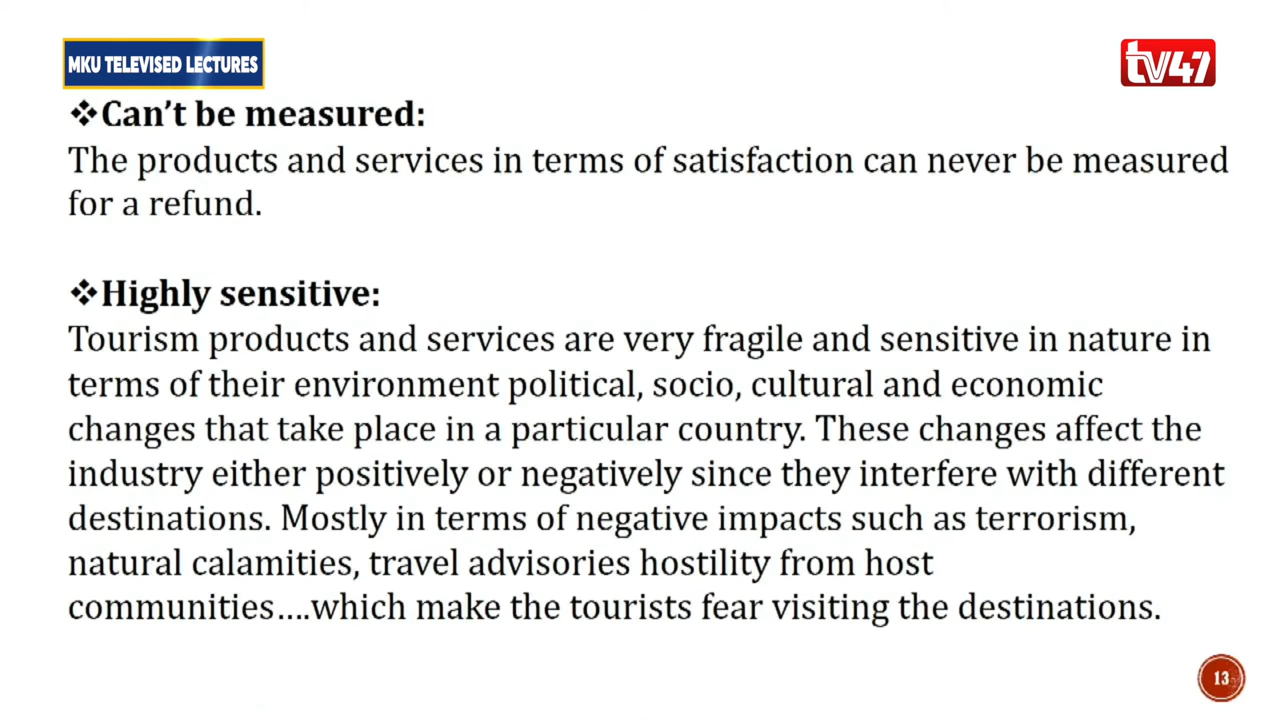 MKU TELEVISED LECTURES
tv47
❖Can't be measured:
The products and services in terms of satisfaction can never be measured
for a refund.
❖Highly sensitive:
Tourism products and services are very fragile and sensitive in nature in
terms of their environment political, socio, cultural and economic
changes that take place in a particular country. These changes affect the
industry either positively or negatively since they interfere with different
destinations. Mostly in terms of negative impacts such as terrorism,
natural calamities, travel advisories hostility from host
communities….which make the tourists fear visiting the destinations.
13